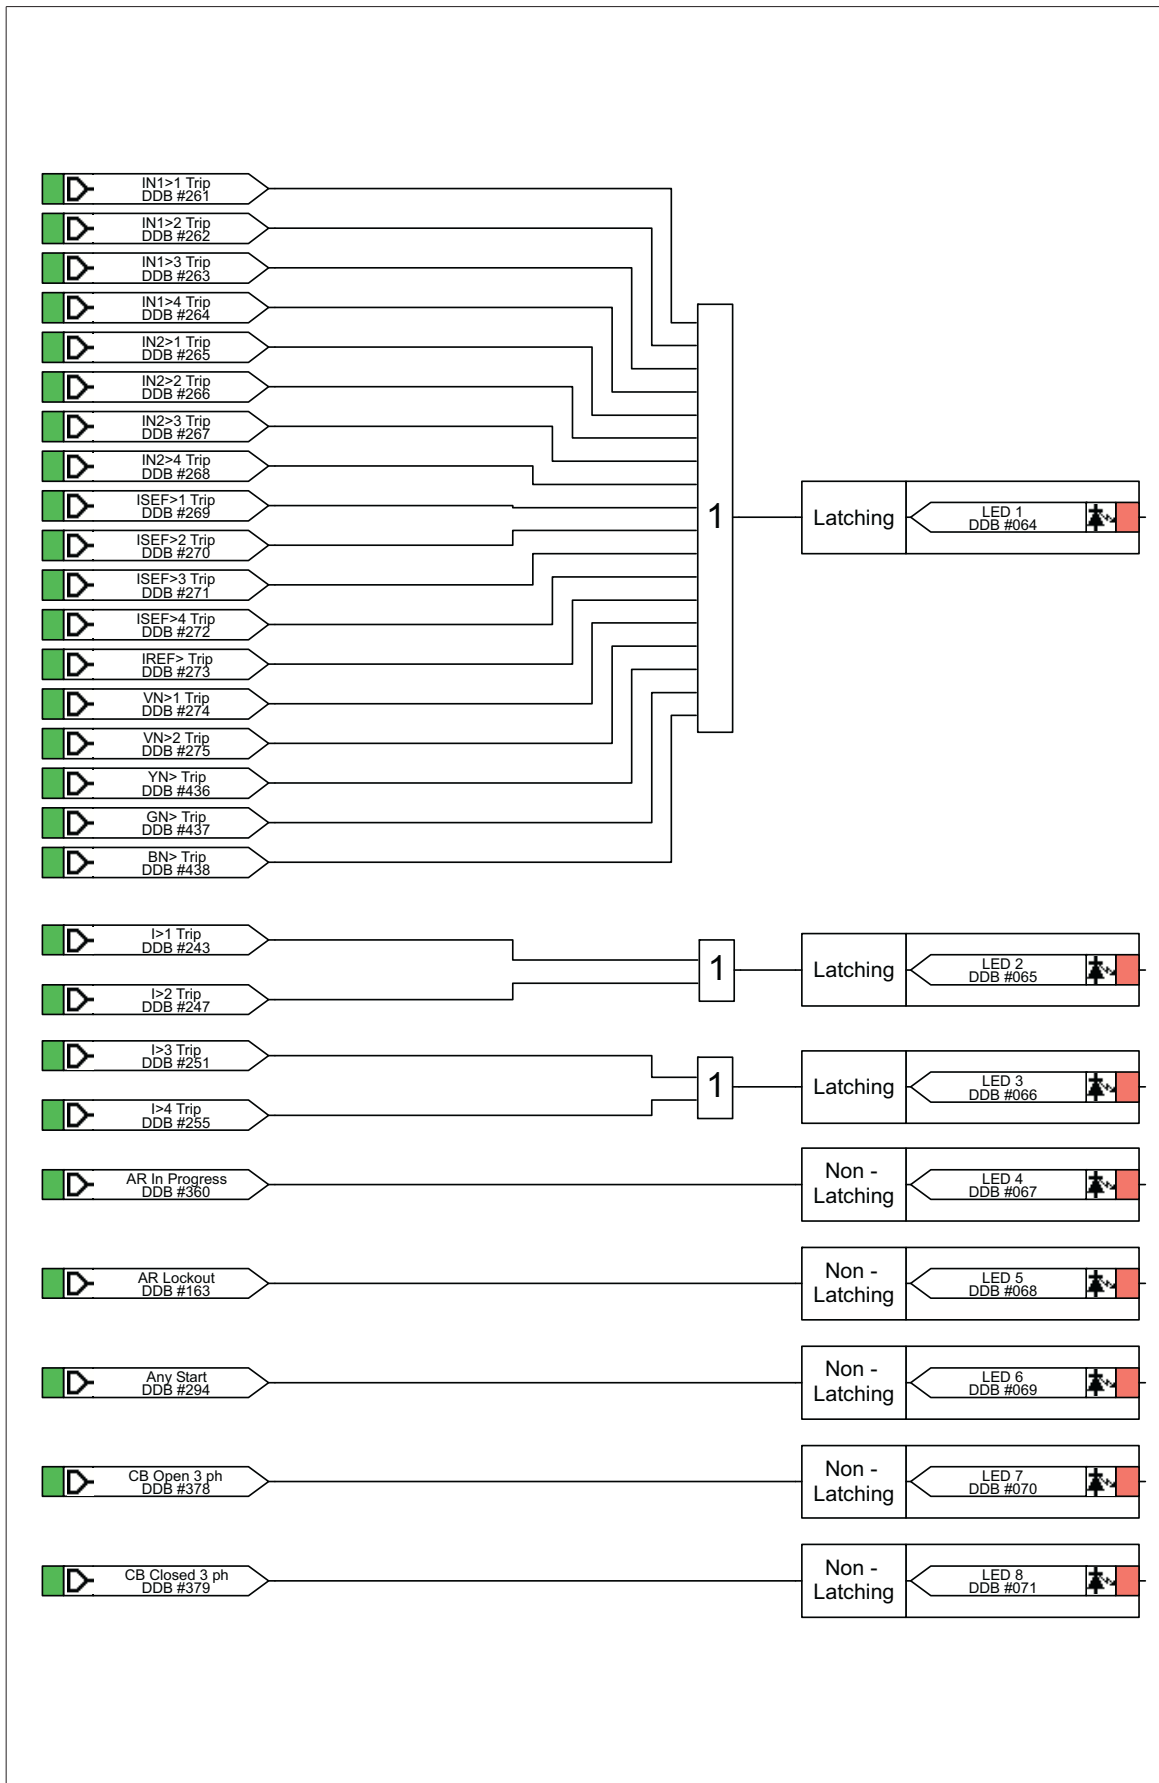 IN1>1 Trip
DDB #261
IN1>2 Trip
DDB #262
IN1>3 Trip
DDB #263
IN1>4 Trip
DDB #264
IN2>1 Trip
DDB #265
IN2>2 Trip
DDB #266
IN2>3 Trip
DDB #267
IN2>4 Trip
DDB #268
ISEF>1 Trip
DDB #269
ISEF>2 Trip
DDB #270
ISEF>3 Trip
DDB #271
ISEF>4 Trip
DDB #272
IREF> Trip
DDB #273
VN>1 Trip
DDB #274
VN>2 Trip
DDB #275
YN> Trip
DDB #436
GN> Trip
DDB #437
BN> Trip
DDB #438
1
Latching
LED 1
DDB #064
I>1 Trip
DDB #243
I>2 Trip
DDB #247
1
Latching
LED 2
DDB #065
I>3 Trip
DDB #251
I>4 Trip
DDB #255
1
Latching
LED 3
DDB #066
AR In Progress
DDB #360
Non -
Latching
LED 4
DDB #067
AR Lockout
DDB #163
Non -
Latching
LED 5
DDB #068
Any Start
DDB #294
Non -
Latching
LED 6
DDB #069
CB Open 3 ph
DDB #378
Non -
Latching
LED 7
DDB #070
CB Closed 3 ph
DDB #379
Non -
Latching
LED 8
DDB #071